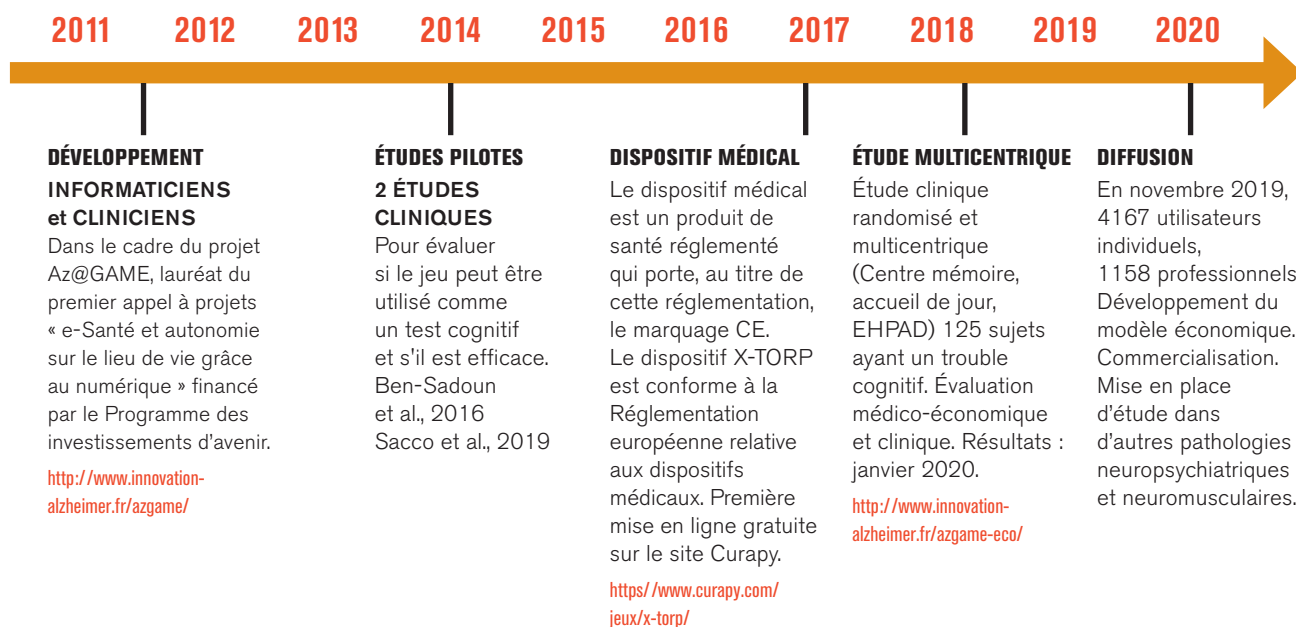 2011 2012 2013 2014 2015 2016 2017 2018 2019 2020
DÉVELOPPEMENT
INFORMATICIENS
et CLINICIENS
Dans le cadre du projet
Az@GAME, lauréat du
premier appel à projets
« e-Santé et autonomie
sur le lieu de vie grâce
au numérique » financé
par le Programme des
investissements d’avenir.
http://www.innovation-
alzheimer.fr/azgame/
ÉTUDES PILOTES
2 ÉTUDES
CLINIQUES
Pour évaluer
si le jeu peut être
utilisé comme
un test cognitif
et s'il est efficace.
Ben-Sadoun
et al., 2016
Sacco et al., 2019
DISPOSITIF MÉDICAL
Le dispositif médical
est un produit de
santé réglementé
qui porte, au titre de
cette réglementation,
le marquage CE.
Le dispositif X-TORP
est conforme à la
Réglementation
européenne relative
aux dispositifs
médicaux. Première
mise en ligne gratuite
sur le site Curapy.
https//www.curapy.com/
jeux/x-torp/
ÉTUDE MULTICENTRIQUE
Étude clinique
randomisé et
multicentrique
(Centre mémoire,
accueil de jour,
EHPAD) 125 sujets
ayant un trouble
cognitif. Évaluation
médico-économique
et clinique. Résultats :
janvier 2020.
http://www.innovation-
alzheimer.fr/azgame-eco/
DIFFUSION
En novembre 2019,
4167 utilisateurs
individuels,
1158 professionnels
Développement du
modèle économique.
Commercialisation.
Mise en place
d’étude dans
d’autres pathologies
neuropsychiatriques
et neuromusculaires.